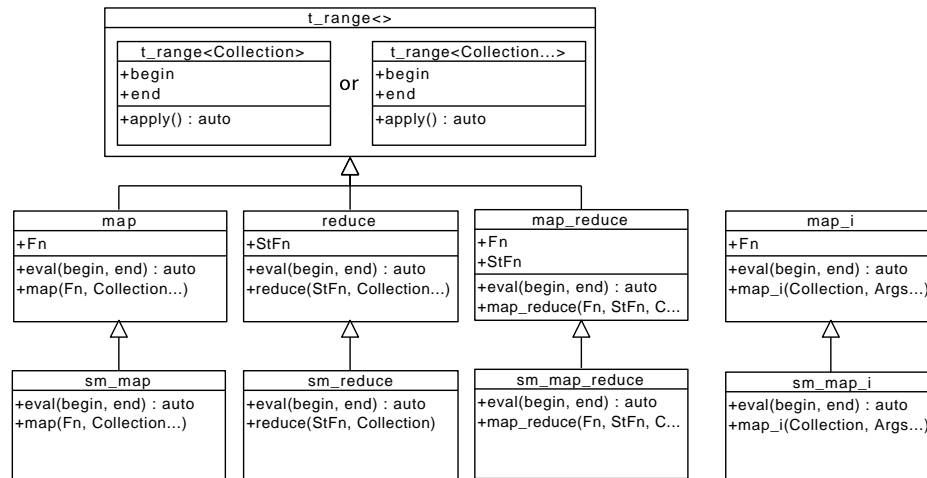 t_range<>
t_range<Collection>
+begin
+end
+apply() : auto
or
t_range<Collection...>
+begin
+end
+apply() : auto
map
+Fn
+eval(begin, end) : auto
+map(Fn, Collection...)
reduce
+StFn
+eval(begin, end) : auto
+reduce(StFn, Collection...)
map_reduce
+Fn
+StFn
+eval(begin, end) : auto
+map_reduce(Fn, StFn, C...
map_i
+Fn
+eval(begin, end) : auto
+map_i(Collection, Args...)
sm_map
+eval(begin, end) : auto
+map(Fn, Collection...)
sm_reduce
+eval(begin, end) : auto
+reduce(StFn, Collection)
sm_map_reduce
+eval(begin, end) : auto
+map_reduce(Fn, StFn, C...
sm_map_i
+eval(begin, end) : auto
+map_i(Collection, Args...)